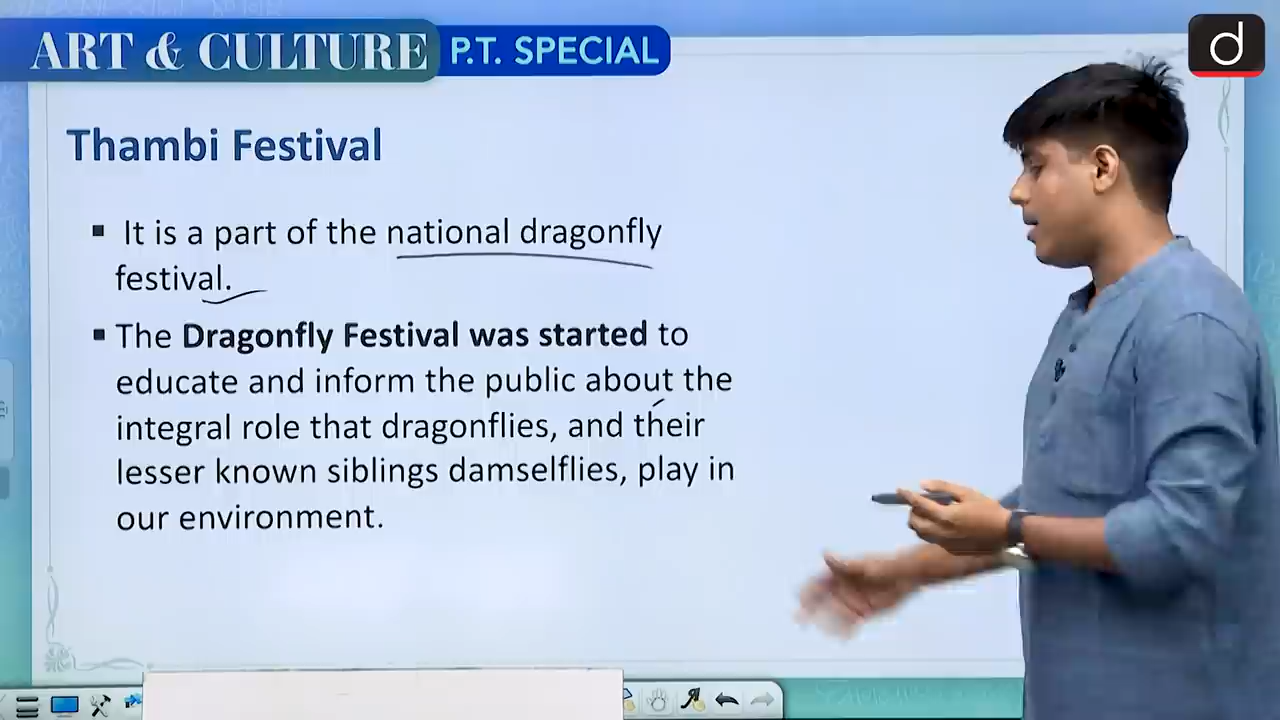 ART & CULTURE P.T. SPECIAL
d
Thambi Festival
▪ It is a part of the national dragonfly
festival.
▪ The Dragonfly Festival was started to
educate and inform the public about the
integral role that dragonflies, and their
lesser known siblings damselflies, play in
our environment.